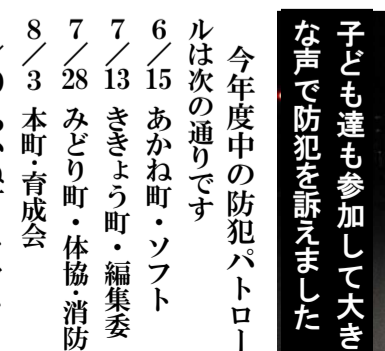 子ども達も参加して大き
な声で防犯を訴えました
今年度中の防犯パトロー
ルは次の通りです
6／15 あかね町・ソフト
7／13 ききょう町・編集委
7／28 みどり町・体協・消防
8／3 本町・育成会